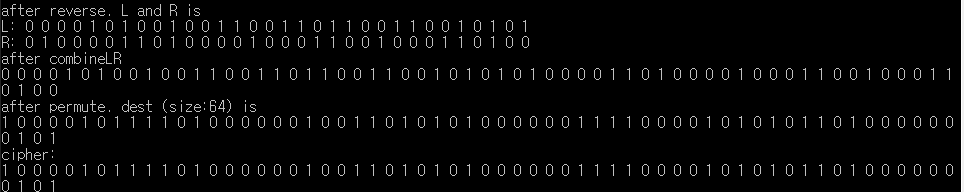 after reverse. L and R is
L: 0 0 0 0 1 0 1 0 0 1 0 0 1 1 0 0 1 1 0 1 1 0 0 1 1 0 0 1 0 1 0 1
R: 0 1 0 0 0 0 1 1 0 1 0 0 0 0 1 0 0 0 1 1 0 0 1 0 0 0 1 1 0 1 0 0
after combineLR
0 0 0 0 1 0 1 0 0 1 0 0 1 1 0 0 1 1 0 1 1 0 0 1 1 0 0 1 0 1 0 1 0 1 0 0 0 0 1 1 0 1 0 0 0 0 1 0 0 0 1 1 0 0 1 0 0 0 1 1
0 1 0 0
after permute. dest (size:64) is
1 0 0 0 0 1 0 1 1 1 1 0 1 0 0 0 0 0 0 1 0 0 1 1 0 1 0 1 0 1 0 0 0 0 0 0 1 1 1 1 0 0 0 0 1 0 1 0 1 0 1 1 0 1 0 0 0 0 0 0
0 1 0 1
cipher:
1 0 0 0 0 1 0 1 1 1 1 0 1 0 0 0 0 0 0 1 0 0 1 1 0 1 0 1 0 1 0 0 0 0 0 0 1 1 1 1 0 0 0 0 1 0 1 0 1 0 1 1 0 1 0 0 0 0 0 0
0 1 0 1